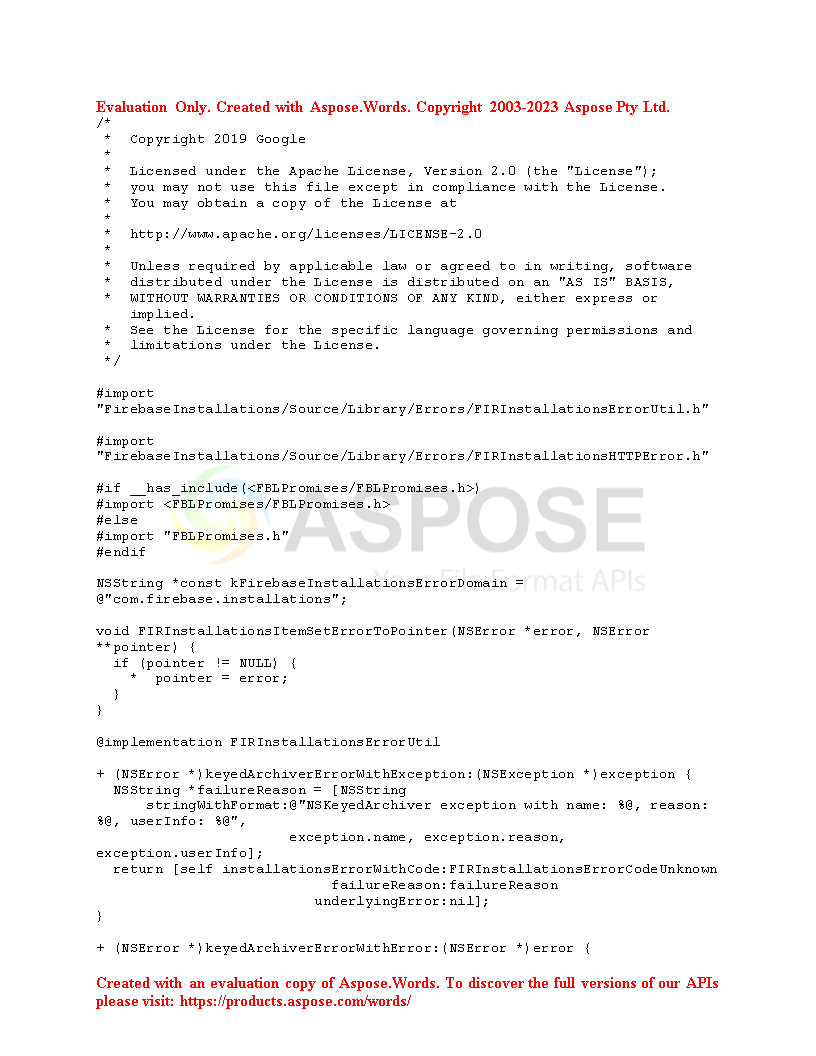 Evaluation Only. Created with Aspose.Words. Copyright 2003-2023 Aspose Pty Ltd.
/*
 *  Copyright 2019 Google
 *
 *  Licensed under the Apache License, Version 2.0 (the "License");
 *  you may not use this file except in compliance with the License.
 *  You may obtain a copy of the License at
 *
 *  http://www.apache.org/licenses/LICENSE-2.0
 *
 *  Unless required by applicable law or agreed to in writing, software
 *  distributed under the License is distributed on an "AS IS" BASIS,
 *  WITHOUT WARRANTIES OR CONDITIONS OF ANY KIND, either express or
    implied.
 *  See the License for the specific language governing permissions and
 *  limitations under the License.
 */

#import
"FirebaseInstallations/Source/Library/Errors/FIRInstallationsErrorUtil.h"

#import
"FirebaseInstallations/Source/Library/Errors/FIRInstallationsHTTPError.h"

#if __has_include(<FBLPromises/FBLPromises.h>)
#import <FBLPromises/FBLPromises.h>
#else
#import "FBLPromises.h"
#endif
ASPOSE
Your File Format APIs

NSString *const kFirebaseInstallationsErrorDomain =
@"com.firebase.installations";

void FIRInstallationsItemSetErrorToPointer(NSError *error, NSError
**pointer) {
  if (pointer != NULL) {
    *  pointer = error;
  }
}

@implementation FIRInstallationsErrorUtil

+ (NSError *)keyedArchiverErrorWithException:(NSException *)exception {
  NSString *failureReason = [NSString
      stringWithFormat:@"NSKeyedArchiver exception with name: %@, reason:
%@, userInfo: %@",
                       exception.name, exception.reason,
exception.userInfo];
  return [self installationsErrorWithCode:FIRInstallationsErrorCodeUnknown
                            failureReason:failureReason
                          underlyingError:nil];
}

+ (NSError *)keyedArchiverErrorWithError:(NSError *)error {

Created with an evaluation copy of Aspose.Words. To discover the full versions of our APIs
please visit: https://products.aspose.com/words/